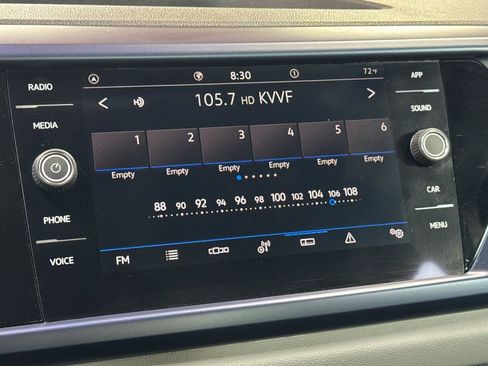 RADIO
MEDIA
PHONE
VOICE
8:30
1
72°F
105.7 HD KVVF
1 2 3 4 5 6
Empty Empty Empty Empty Empty Empty
88 90 92 94 96 98 100 102 104 106 108
FM
APP
SOUND
CAR
MENU